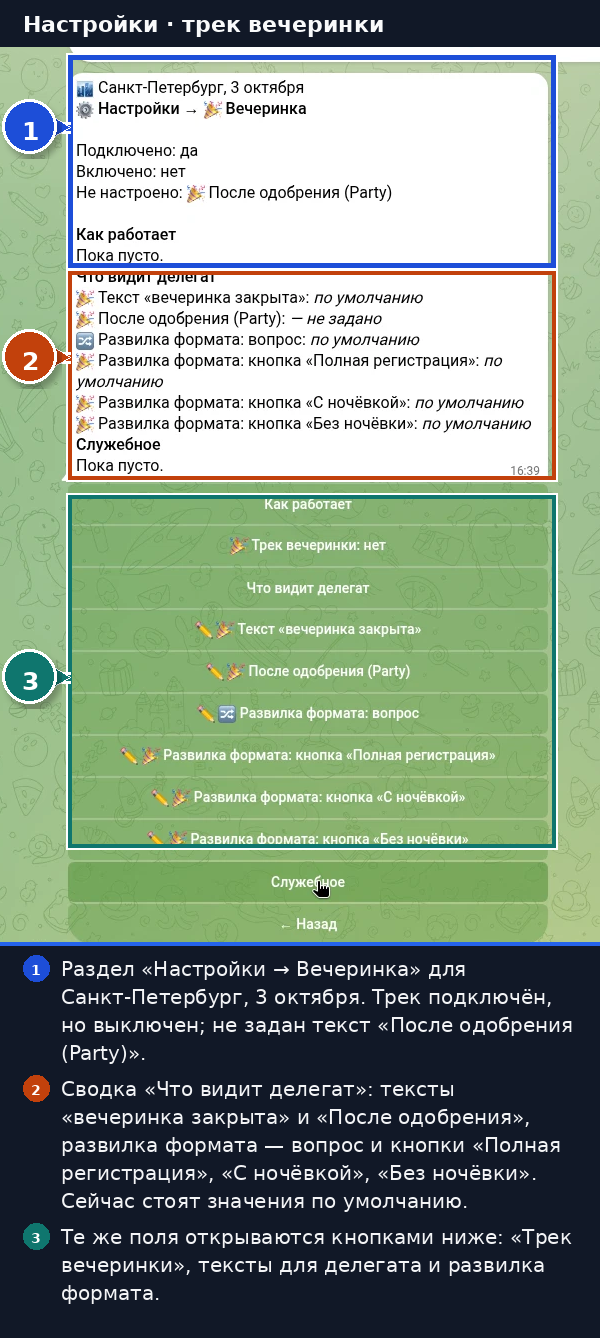 Настройки · трек вечеринки
Санкт-Петербург, 3 октября
Настройки → Вечеринка
1
Подключено: да
Включено: нет
Не настроено: После одобрения (Party)
Как работает
Пока пусто.
Что видит делегат
Текст «вечеринка закрыта»: по умолчанию
После одобрения (Party): — не задано
Развилка формата: вопрос: по умолчанию
2
Развилка формата: кнопка «Полная регистрация»: по
умолчанию
Развилка формата: кнопка «С ночёвкой»: по умолчанию
Развилка формата: кнопка «Без ночёвки»: по умолчанию
Служебное
Пока пусто.
16:39
Как работает
Трек вечеринки: нет
Что видит делегат
Текст «вечеринка закрыта»
После одобрения (Party)
3
Развилка формата: вопрос
Развилка формата: кнопка «Полная регистрация»
Развилка формата: кнопка «С ночёвкой»
Развилка формата: кнопка «Без ночёвки»
Служебное
← Назад
1 Раздел «Настройки → Вечеринка» для
Санкт-Петербург, 3 октября. Трек подключён,
но выключен; не задан текст «После одобрения
(Party)».
2 Сводка «Что видит делегат»: тексты
«вечеринка закрыта» и «После одобрения»,
развилка формата — вопрос и кнопки «Полная
регистрация», «С ночёвкой», «Без ночёвки».
Сейчас стоят значения по умолчанию.
3 Те же поля открываются кнопками ниже: «Трек
вечеринки», тексты для делегата и развилка
формата.